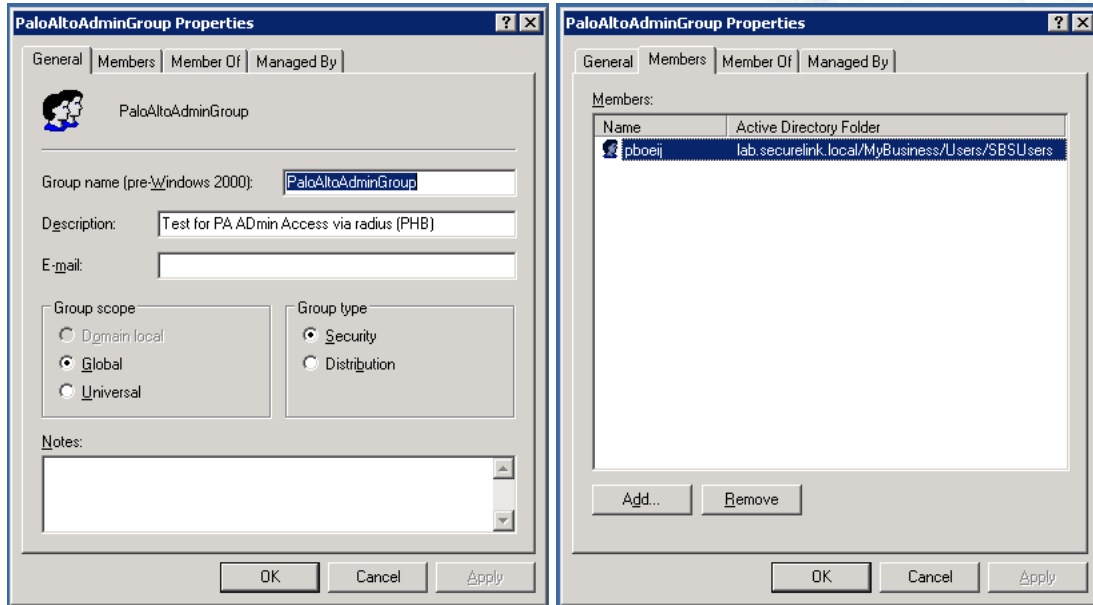 PaloAltoAdminGroup Properties
General Members Member Of Managed By
PaloAltoAdminGroup
Group name (pre-Windows 2000): PaloAltoAdminGroup
Description: Test for PA ADmin Access via radius (PHB)
E-mail:
Group scope
Domain local
Global
Universal
Group type
Security
Distribution
Notes:
OK Cancel Apply
PaloAltoAdminGroup Properties
General Members Member Of Managed By
Members:
Name Active Directory Folder
pboeij lab.securelink.local/MyBusiness/Users/SBSUsers
Add... Remove
OK Cancel Apply